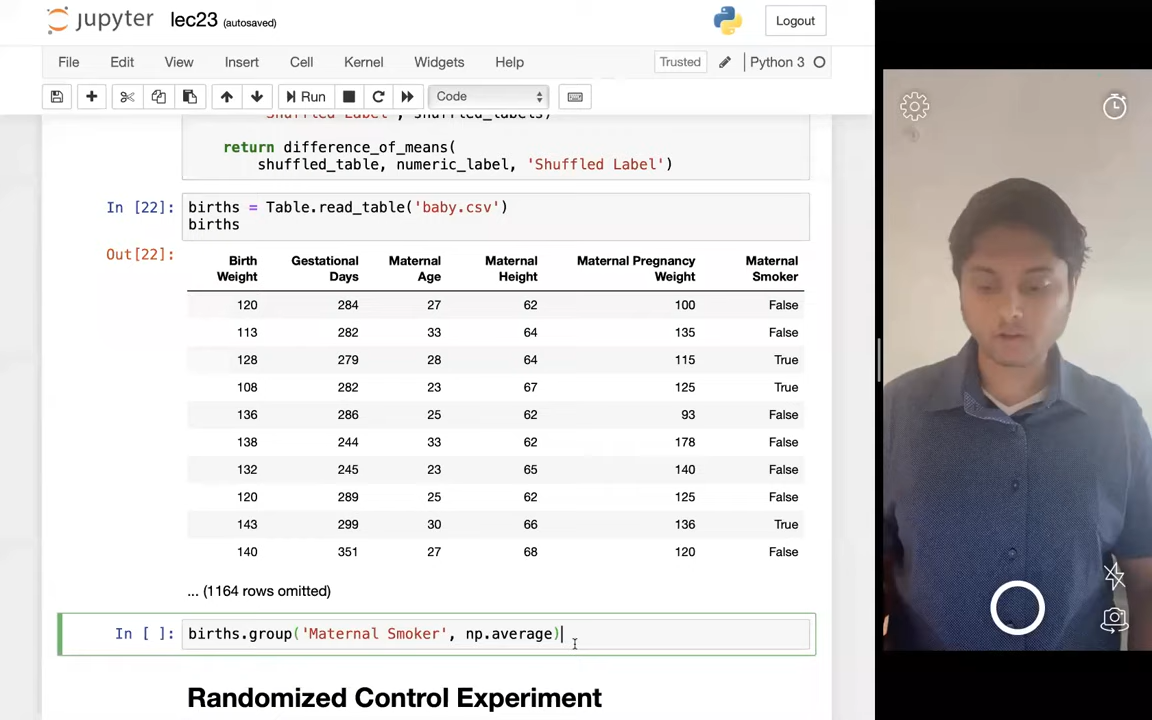 jupyter lec23 (autosaved) Logout
File Edit View Insert Cell Kernel Widgets Help Trusted Python 3
Run Code
'Shuffled Label', shuffled_labels)
return difference_of_means(
shuffled_table, numeric_label, 'Shuffled Label')
In [22]: births = Table.read_table('baby.csv')
births
Out[22]:
Birth Weight Gestational Days Maternal Age Maternal Height Maternal Pregnancy Weight Maternal Smoker
120 284 27 62 100 False
113 282 33 64 135 False
128 279 28 64 115 True
108 282 23 67 125 True
136 286 25 62 93 False
138 244 33 62 178 False
132 245 23 65 140 False
120 289 25 62 125 False
143 299 30 66 136 True
140 351 27 68 120 False
... (1164 rows omitted)
In [ ]: births.group('Maternal Smoker', np.average)
Randomized Control Experiment